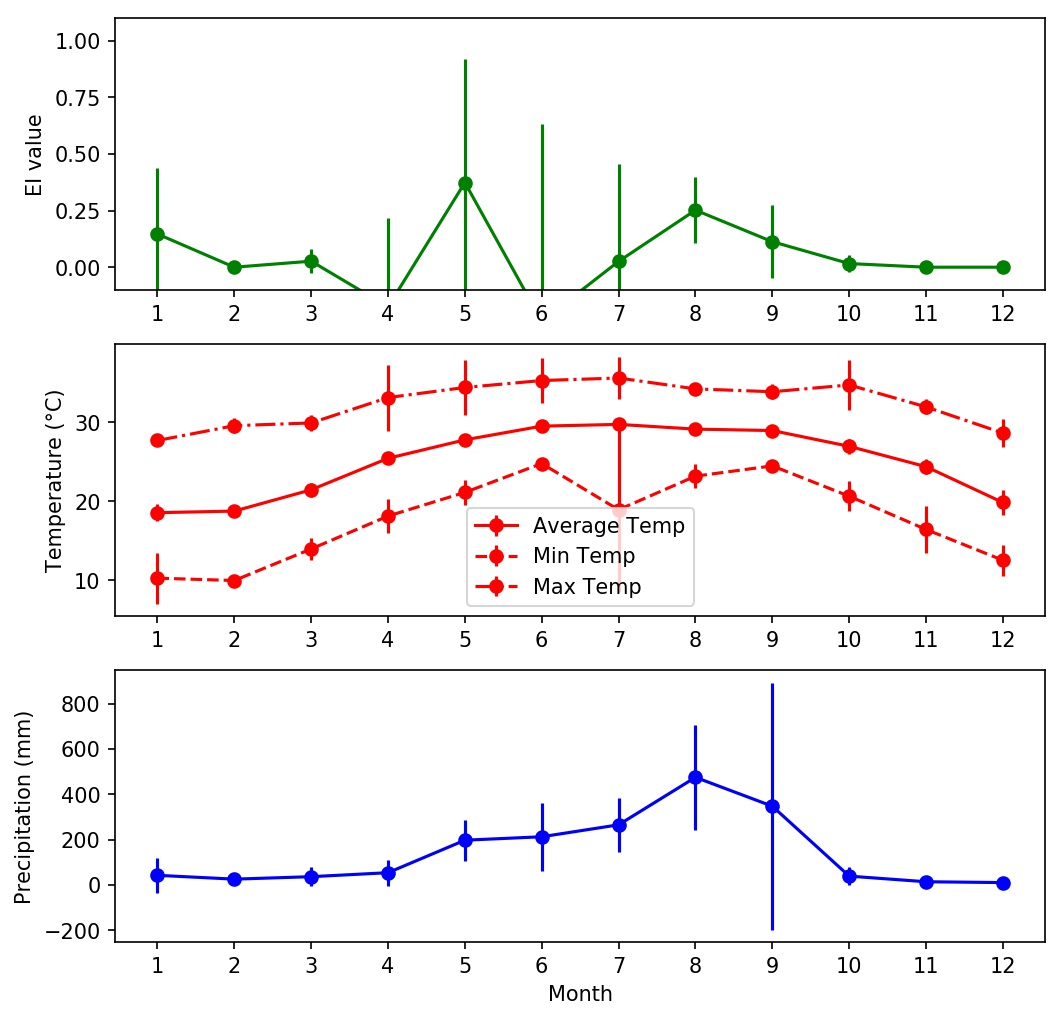 1.00
0.75
0.50
0.25
0.00
EI value
1 2 3 4 5 6 7 8 9 10 11 12
30
20
10
Temperature (°C)
Average Temp
Min Temp
Max Temp
1 2 3 4 5 6 7 8 9 10 11 12
800
600
400
200
0
−200
Precipitation (mm)
1 2 3 4 5 6 7 8 9 10 11 12
Month